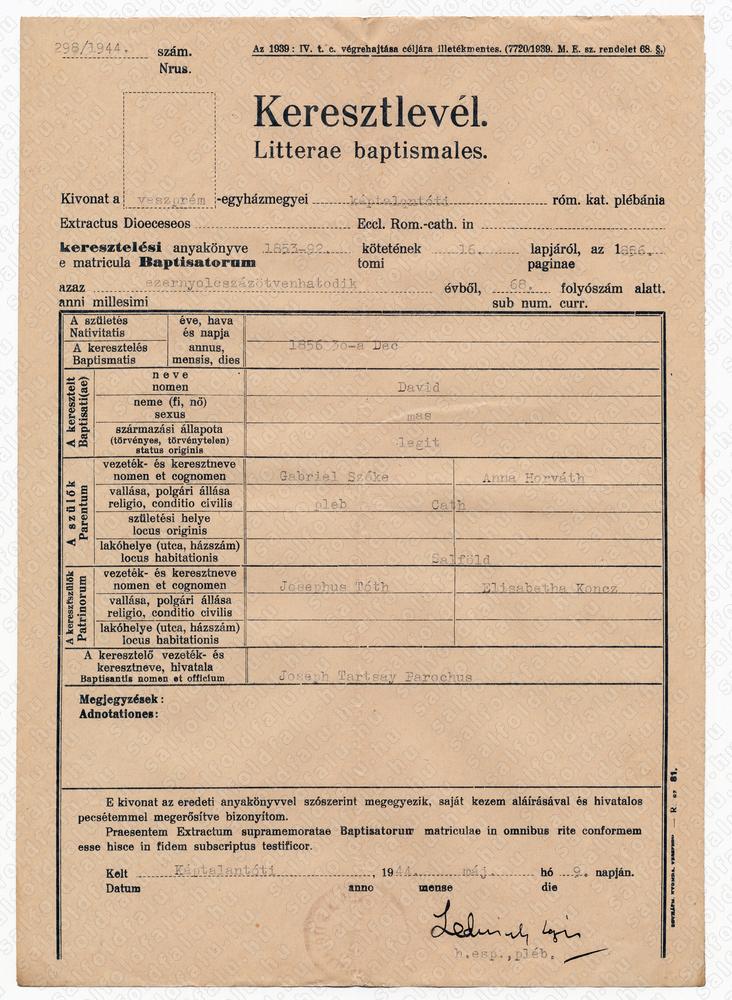 298/1944. szám.
Nrus.
Az 1939: IV. t. c. végrehajtása céljára illetékmentes. (7720/1939. M. E. sz. rendelet 68. §.)
Keresztlevél.
Litterae baptismales.
Kivonat a veszprém -egyházmegyei káptalantóti róm. kat. plébánia
Extractus Dioeceseos Eccl. Rom.-cath. in
keresztelési anyakönyve 1853-92. kötetének 16. lapjáról, az 1856.
e matricula Baptisatorum tomi paginae
azaz ezernyolcszázötvenhatodik évből, 68. folyószám alatt.
anni millesimi sub num. curr.
A születés
Nativitatis
A keresztelés
Baptismatis
éve, hava
és napja
annus,
mensis, dies
1856 30-a Dec
A keresztelt
Baptisati(ae)
neve
nomen
David
neme (fi, nő)
sexus
mas
származási állapota
(törvényes, törvénytelen)
status originis
legit
A szülők
Parentum
vezeték- és keresztneve
nomen et cognomen
Gabriel Szőke Anna Horváth
vallása, polgári állása
religio, conditio civilis
pleb Cath
születési helye
locus originis
lakóhelye (utca, házszám)
locus habitationis
Salföld
A keresztszülők
Patrinorum
vezeték- és keresztneve
nomen et cognomen
Josephus Tóth Elisabetha Koncz
vallása, polgári állása
religio, conditio civilis
lakóhelye (utca, házszám)
locus habitationis
A keresztelő vezeték- és
keresztneve, hivatala
Baptisantis nomen et officium
Joseph Tartsay Parochus
Megjegyzések:
Adnotationes:
E kivonat az eredeti anyakönyvvel szószerint megegyezik, saját kezem aláírásával és hivatalos
pecsétemmel megerősítve bizonyítom.
Praesentem Extractum supramemoratae Baptisatorum matriculae in omnibus rite conformem
esse hisce in fidem subscriptus testificor.
Kelt Káptalantóti, 1944. máj. hó 9. napján.
Datum anno mense die
h.esp., pléb.